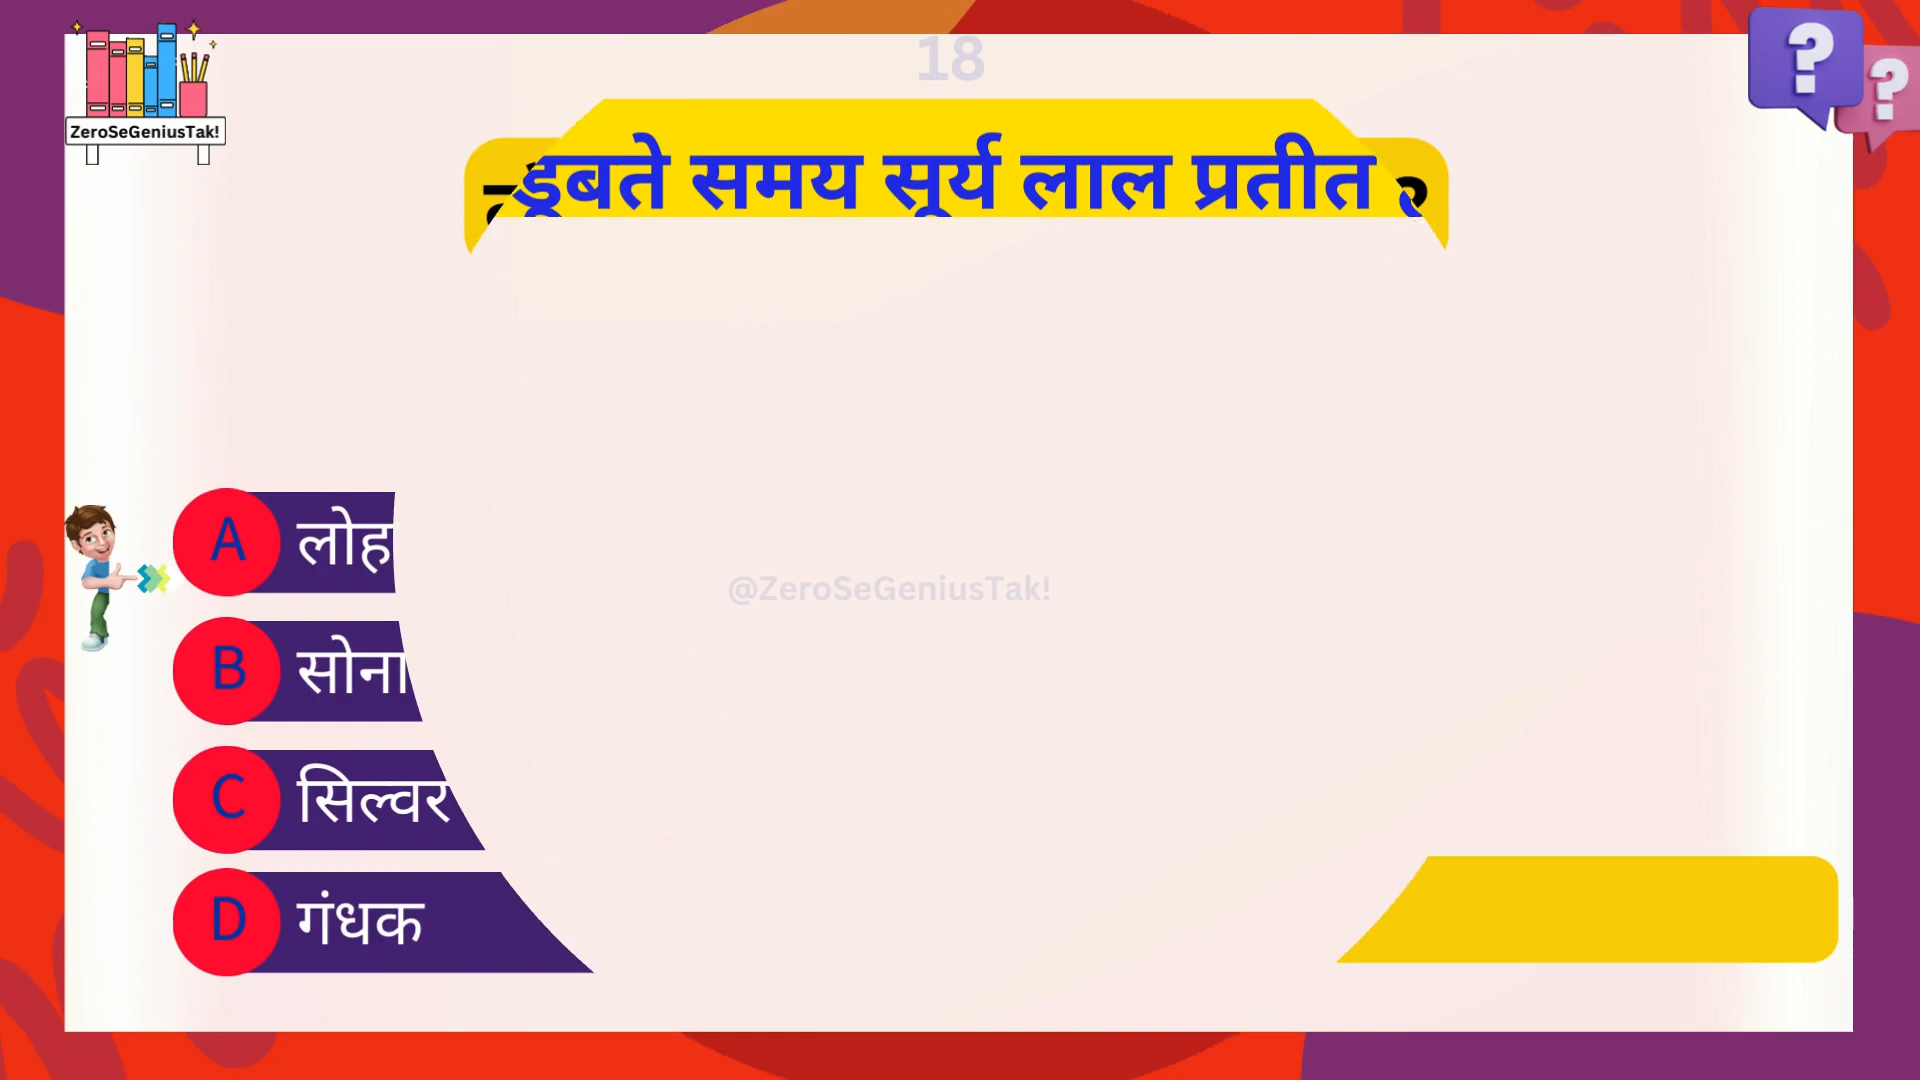 18
ZeroSeGeniusTak!
डूबते समय सूर्य लाल प्रतीत
A
B सोना
@ZeroSeGeniusTak!
C सिल्वर
D गंधक